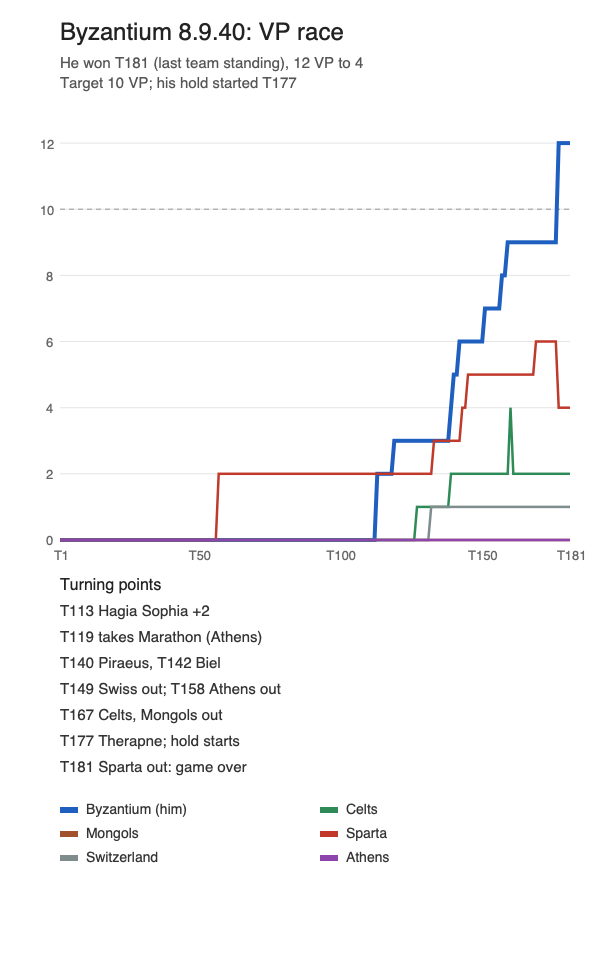 Byzantium 8.9.40: VP race
He won T181 (last team standing), 12 VP to 4
Target 10 VP; his hold started T177
12
10
8
6
4
2
0
T1 T50 T100 T150 T181
Turning points
T113 Hagia Sophia +2
T119 takes Marathon (Athens)
T140 Piraeus, T142 Biel
T149 Swiss out; T158 Athens out
T167 Celts, Mongols out
T177 Therapne; hold starts
T181 Sparta out: game over
Byzantium (him) Celts
Mongols Sparta
Switzerland Athens